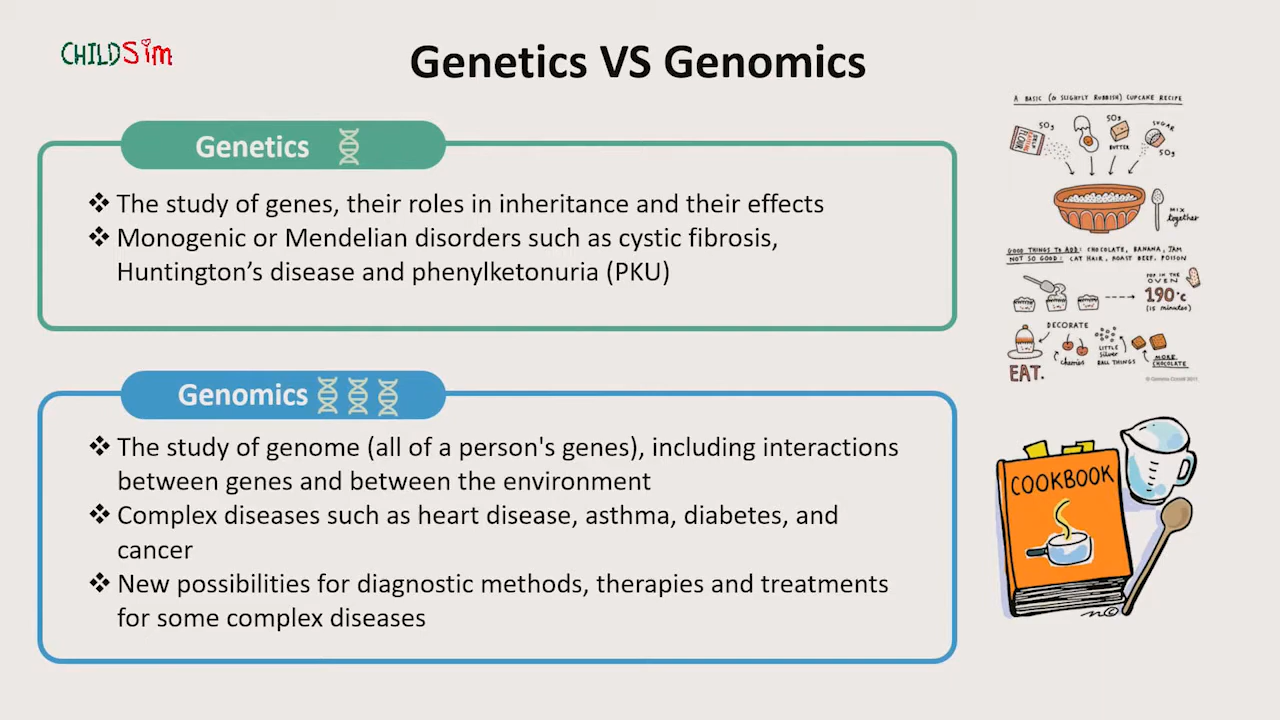 CHILDSim
Genetics VS Genomics
Genetics
❖ The study of genes, their roles in inheritance and their effects
❖ Monogenic or Mendelian disorders such as cystic fibrosis,
Huntington’s disease and phenylketonuria (PKU)
Genomics
❖ The study of genome (all of a person's genes), including interactions
between genes and between the environment
❖ Complex diseases such as heart disease, asthma, diabetes, and
cancer
❖ New possibilities for diagnostic methods, therapies and treatments
for some complex diseases
A BASIC (& SLIGHTLY RUBBISH) CUPCAKE RECIPE
50g
50g
SUGAR
BUTTER
50g
MIX
together
GOOD THINGS TO ADD: CHOCOLATE, BANANA, JAM
NOT SO GOOD: CAT HAIR, ROAST BEEF, POISON
POP IN THE
OVEN
190°c
(15 minutes)
DECORATE
cherries
LITTLE
silver
BALL THINGS
MORE
CHOCOLATE
EAT.
COOKBOOK